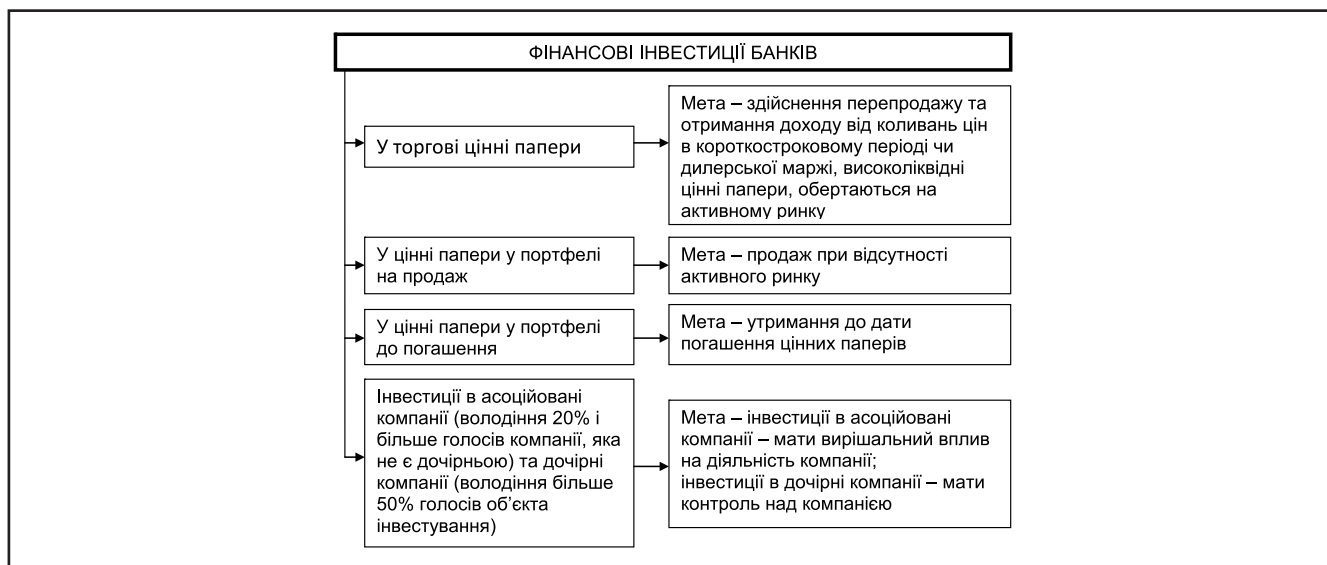 ФІНАНСОВІ ІНВЕСТИЦІЇ БАНКІВ
У торгові цінні папери
Мета – здійснення перепродажу та
отримання доходу від коливань цін
в короткостроковому періоді чи
дилерської маржі, високоліквідні
цінні папери, обертаються на
активному ринку
У цінні папери у портфелі
на продаж
Мета – продаж при відсутності
активного ринку
У цінні папери у портфелі
до погашення
Мета – утримання до дати
погашення цінних паперів
Інвестиції в асоційовані
компанії (володіння 20% і
більше голосів компанії, яка
не є дочірньою) та дочірні
компанії (володіння більше
50% голосів об’єкта
інвестування)
Мета – інвестиції в асоційовані
компанії – мати вирішальний вплив
на діяльність компанії;
інвестиції в дочірні компанії – мати
контроль над компанією